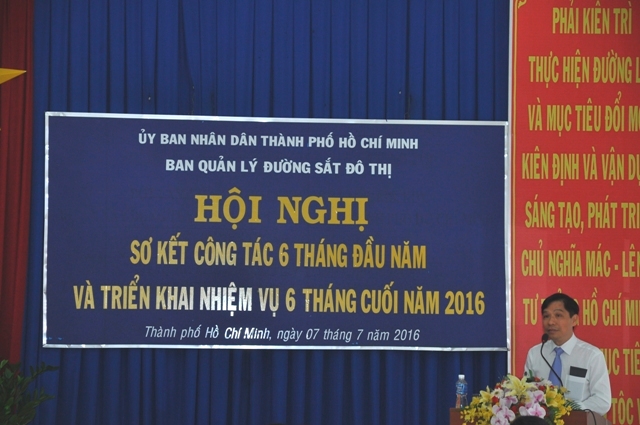 ỦY BAN NHÂN DÂN THÀNH PHỐ HỒ CHÍ MINH
BAN QUẢN LÝ ĐƯỜNG SẮT ĐÔ THỊ
HỘI NGHỊ
SƠ KẾT CÔNG TÁC 6 THÁNG ĐẦU NĂM
VÀ TRIỂN KHAI NHIỆM VỤ 6 THÁNG CUỐI NĂM 2016
Thành phố Hồ Chí Minh, ngày 07 tháng 7 năm 2016
PHẢI KIÊN TRÌ
THỰC HIỆN ĐƯỜNG
VÀ MỤC TIÊU ĐỔI
KIÊN ĐỊNH VÀ VẬN
SÁNG TẠO, PHÁT
CHỦ NGHĨA MÁC -
HỒ CHÍ
TIÊ
TỘC